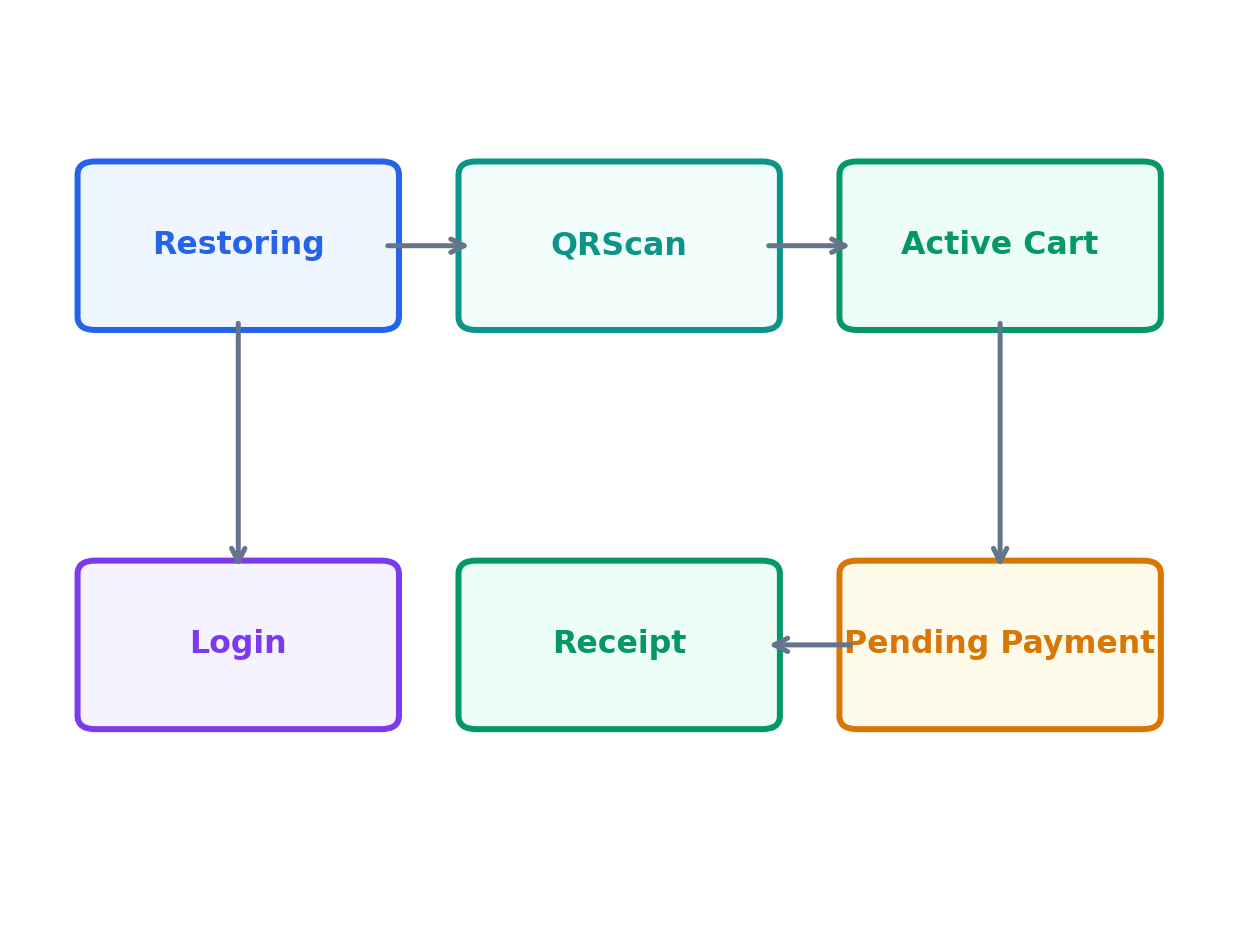 Restoring
QRScan
Active Cart
Login
Receipt
Pending Payment